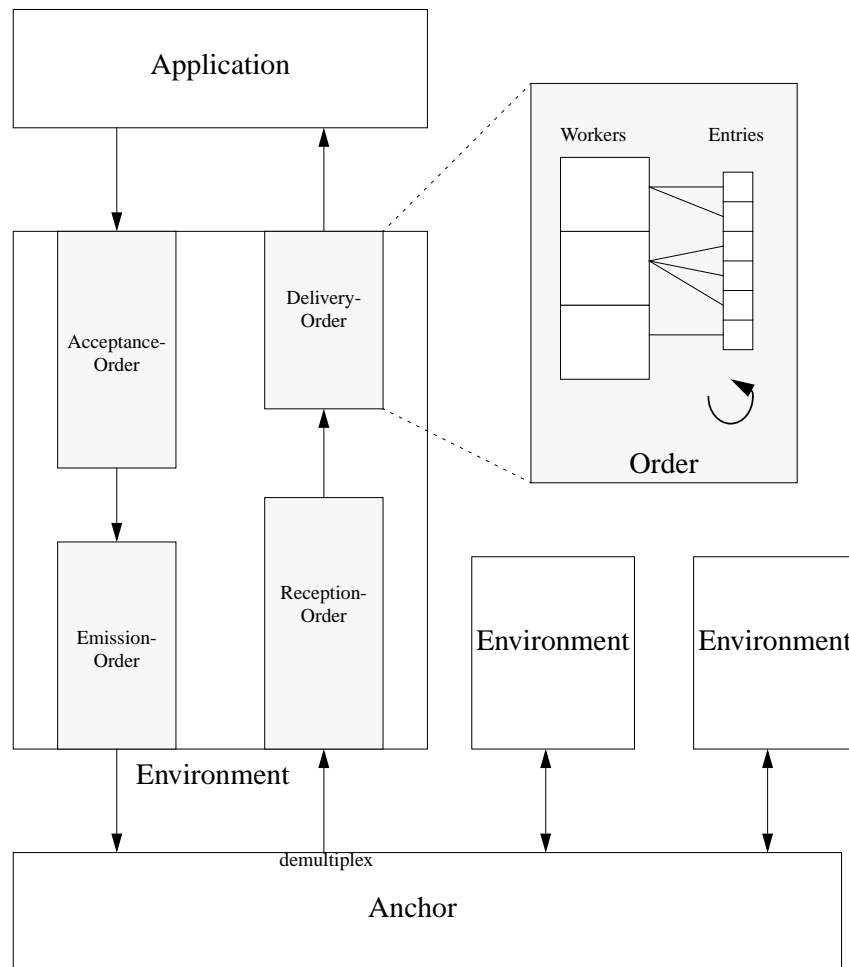 Application
Workers
Entries
Delivery-
Order
Acceptance-
Order
Order
Reception-
Order
Emission-
Order
Environment
Environment
Environment
demultiplex
Anchor